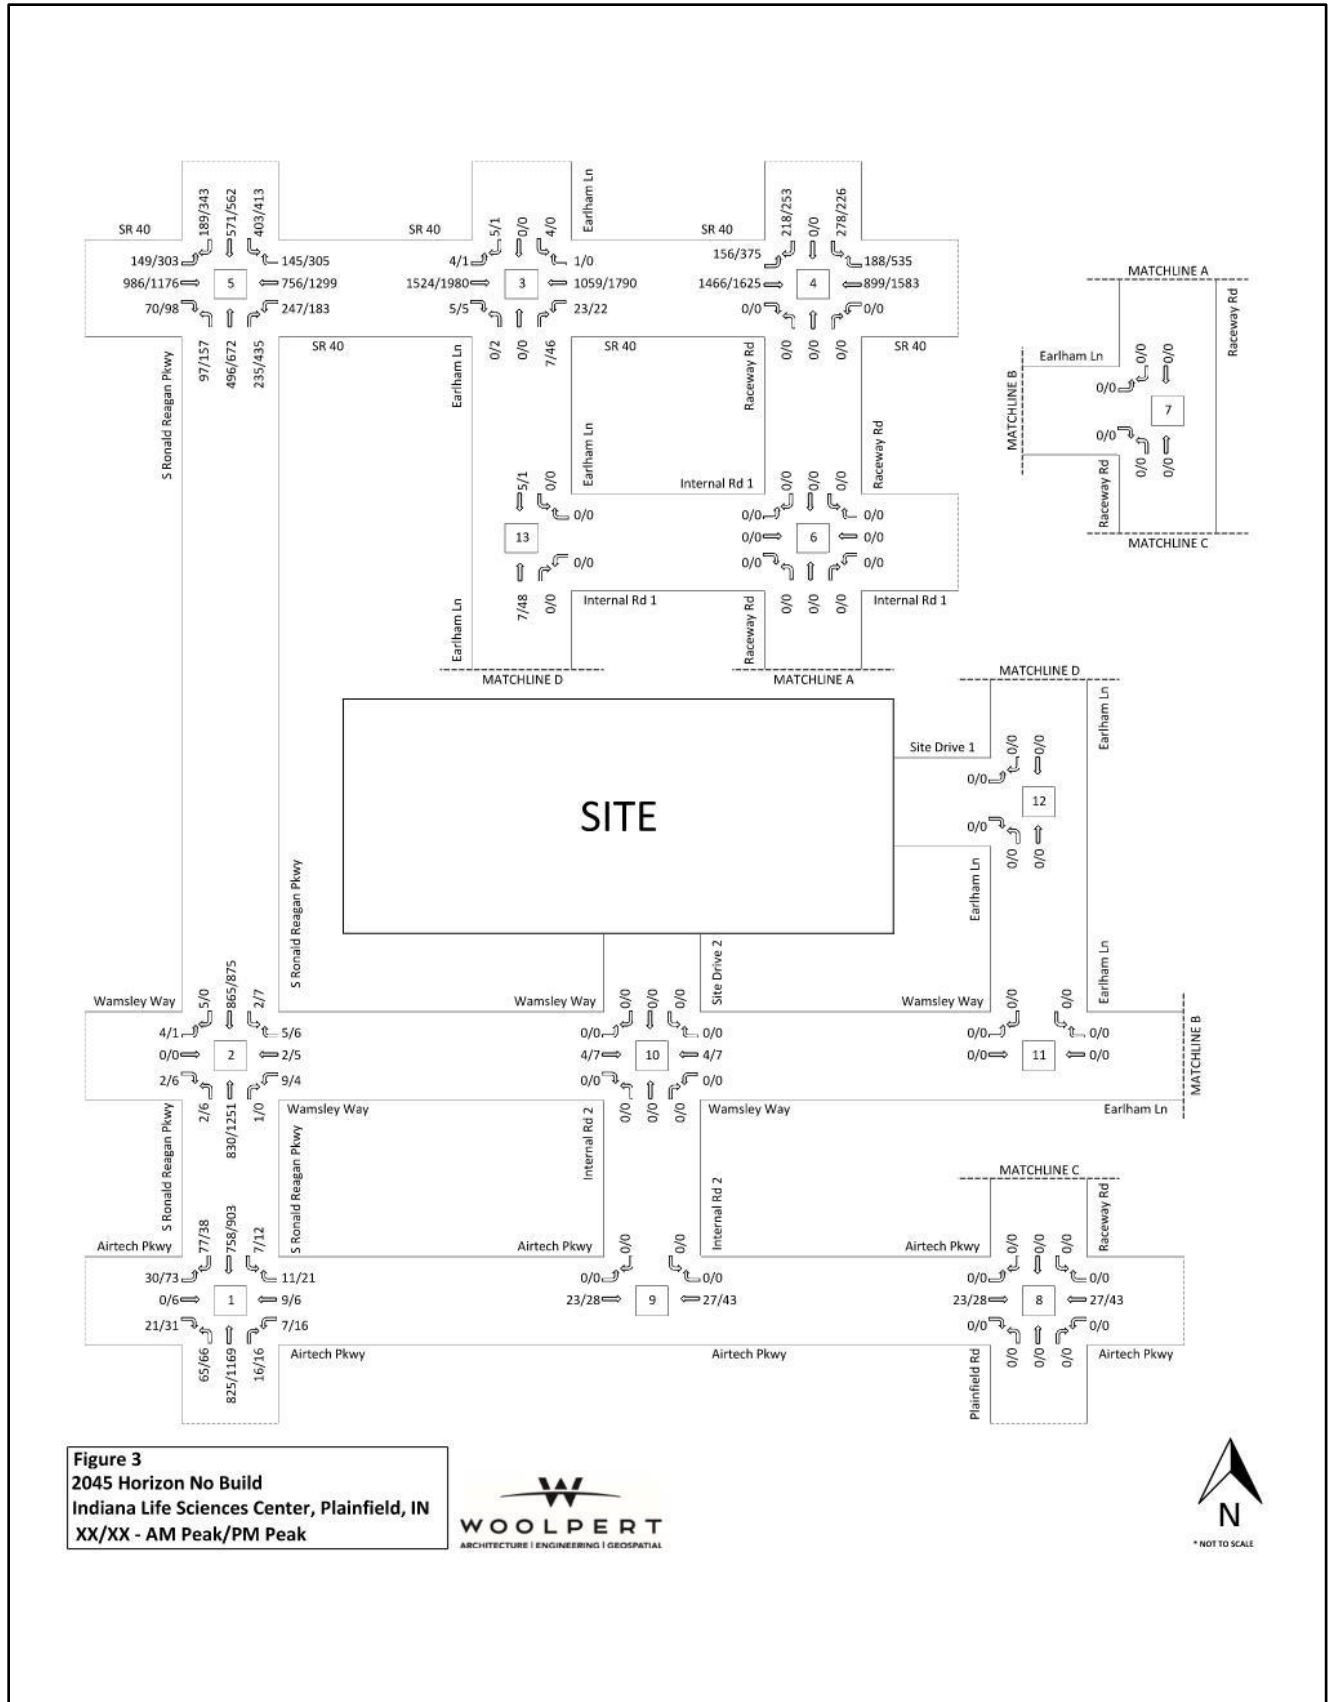 189/343
571/562
403/413
SR 40
149/303
145/305
986/1176
5
756/1299
70/98
247/183
97/157
496/672
235/435
SR 40
S Ronald Reagan Pkwy
5/1
0/0
4/0
Earlham Ln
SR 40
4/1
1/0
1524/1980
3
1059/1790
5/5
23/22
0/2
0/0
7/46
Earlham Ln
SR 40
218/253
0/0
278/226
SR 40
156/375
188/535
1466/1625
4
899/1583
0/0
0/0
0/0
0/0
0/0
Raceway Rd
SR 40
MATCHLINE A
Raceway Rd
Earlham Ln
MATCHLINE B
0/0
0/0
0/0
7
0/0
0/0
0/0
Raceway Rd
MATCHLINE C
Earlham Ln
5/1
0/0
0/0
13
0/0
7/48
0/0
Internal Rd 1
Earlham Ln
MATCHLINE D
Internal Rd 1
Raceway Rd
0/0
0/0
0/0
0/0
0/0
0/0
6
0/0
0/0
0/0
0/0
0/0
0/0
Raceway Rd
Internal Rd 1
MATCHLINE A
SITE
MATCHLINE D
Earlham Ln
Site Drive 1
0/0
0/0
0/0
12
0/0
0/0
0/0
Earlham Ln
S Ronald Reagan Pkwy
Wamsley Way
5/0
865/875
2/7
4/1
5/6
0/0
2
2/5
2/6
9/4
2/6
830/1251
1/0
S Ronald Reagan Pkwy
Wamsley Way
S Ronald Reagan Pkwy
Site Drive 2
Wamsley Way
0/0
0/0
0/0
0/0
0/0
4/7
10
4/7
0/0
0/0
0/0
0/0
0/0
Internal Rd 2
Wamsley Way
Wamsley Way
0/0
0/0
Earlham Ln
0/0
0/0
0/0
11
0/0
Earlham Ln
MATCHLINE B
Airtech Pkwy
77/38
758/903
7/12
30/73
11/21
0/6
1
9/6
21/31
7/16
65/66
825/1169
16/16
Airtech Pkwy
Airtech Pkwy
0/0
0/0
Internal Rd 2
0/0
0/0
23/28
9
27/43
Airtech Pkwy
MATCHLINE C
Raceway Rd
Airtech Pkwy
0/0
0/0
0/0
0/0
0/0
23/28
8
27/43
0/0
0/0
0/0
0/0
0/0
Plainfield Rd
Airtech Pkwy
Figure 3
2045 Horizon No Build
Indiana Life Sciences Center, Plainfield, IN
XX/XX - AM Peak/PM Peak
WOOLPERT
ARCHITECTURE | ENGINEERING | GEOSPATIAL
N
* NOT TO SCALE